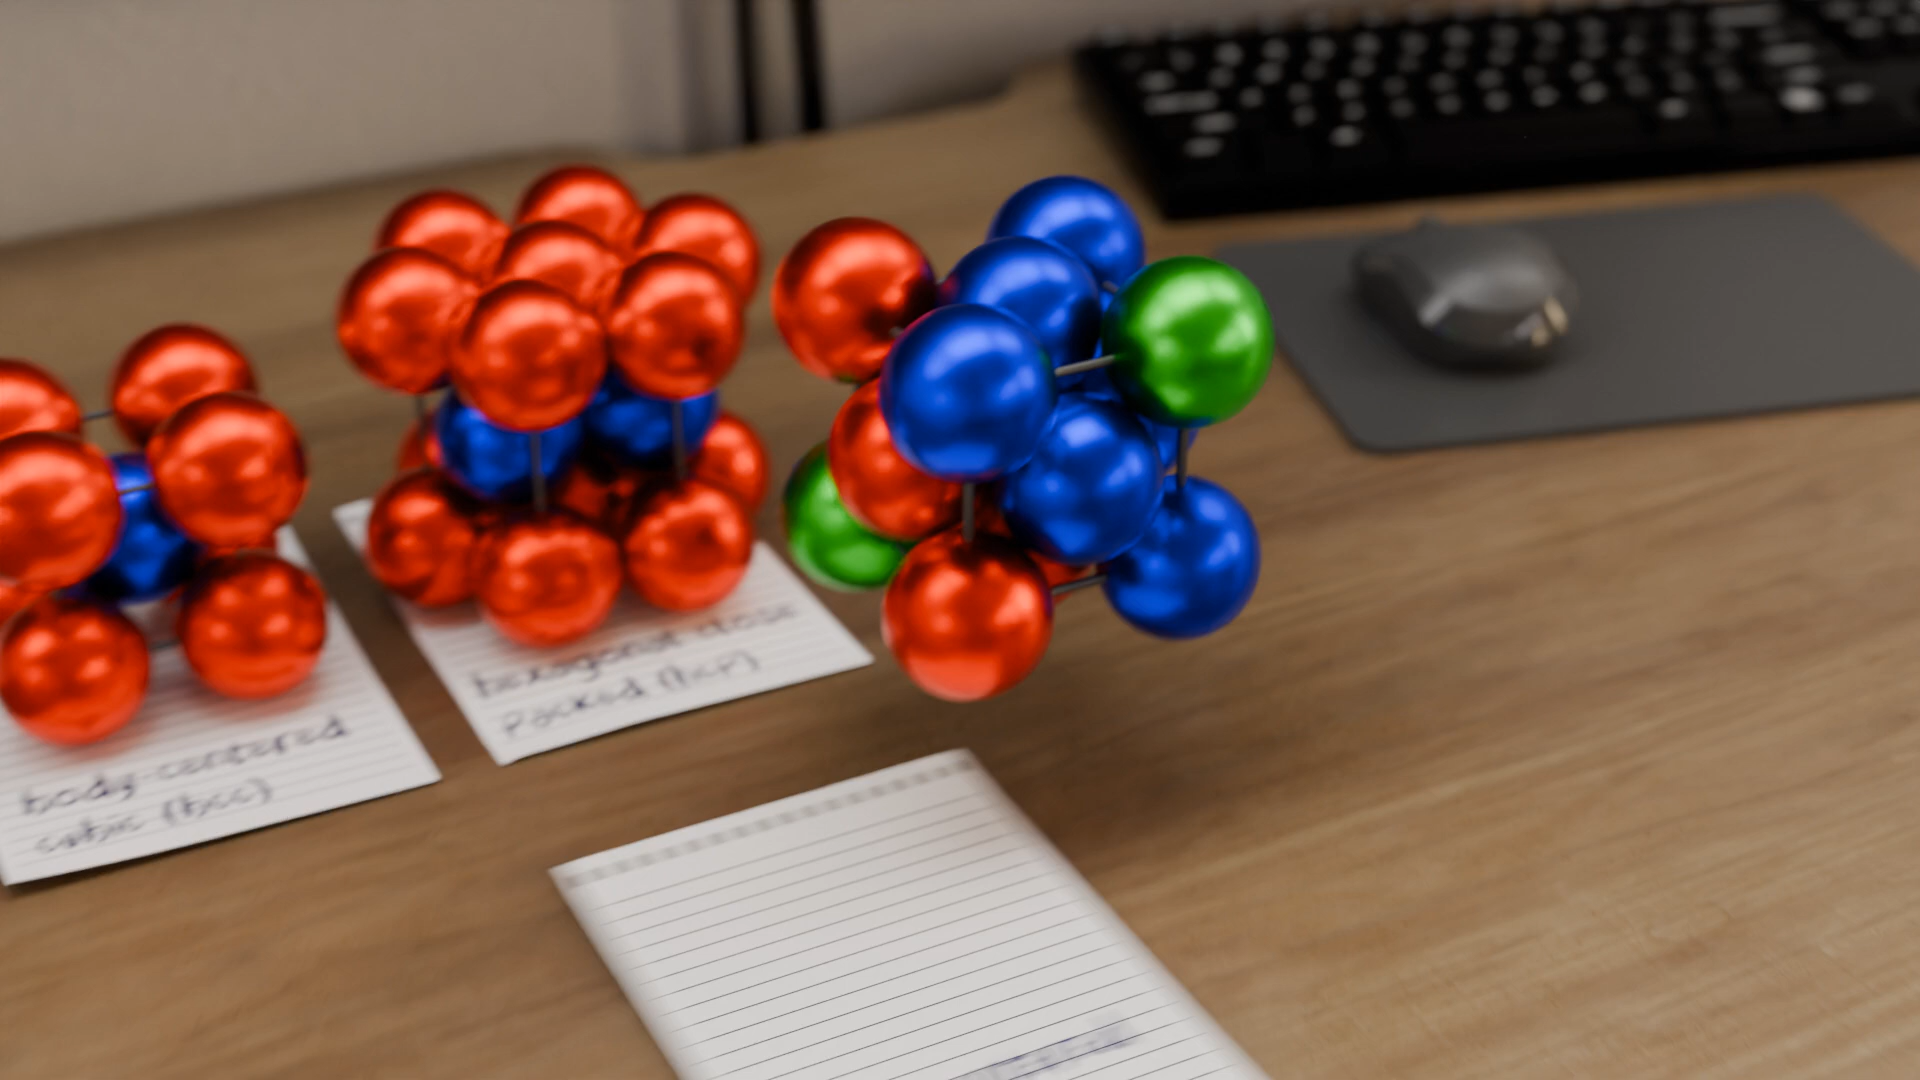 body-centered
cubic (bcc)
hexagonal close
packed (hcp)